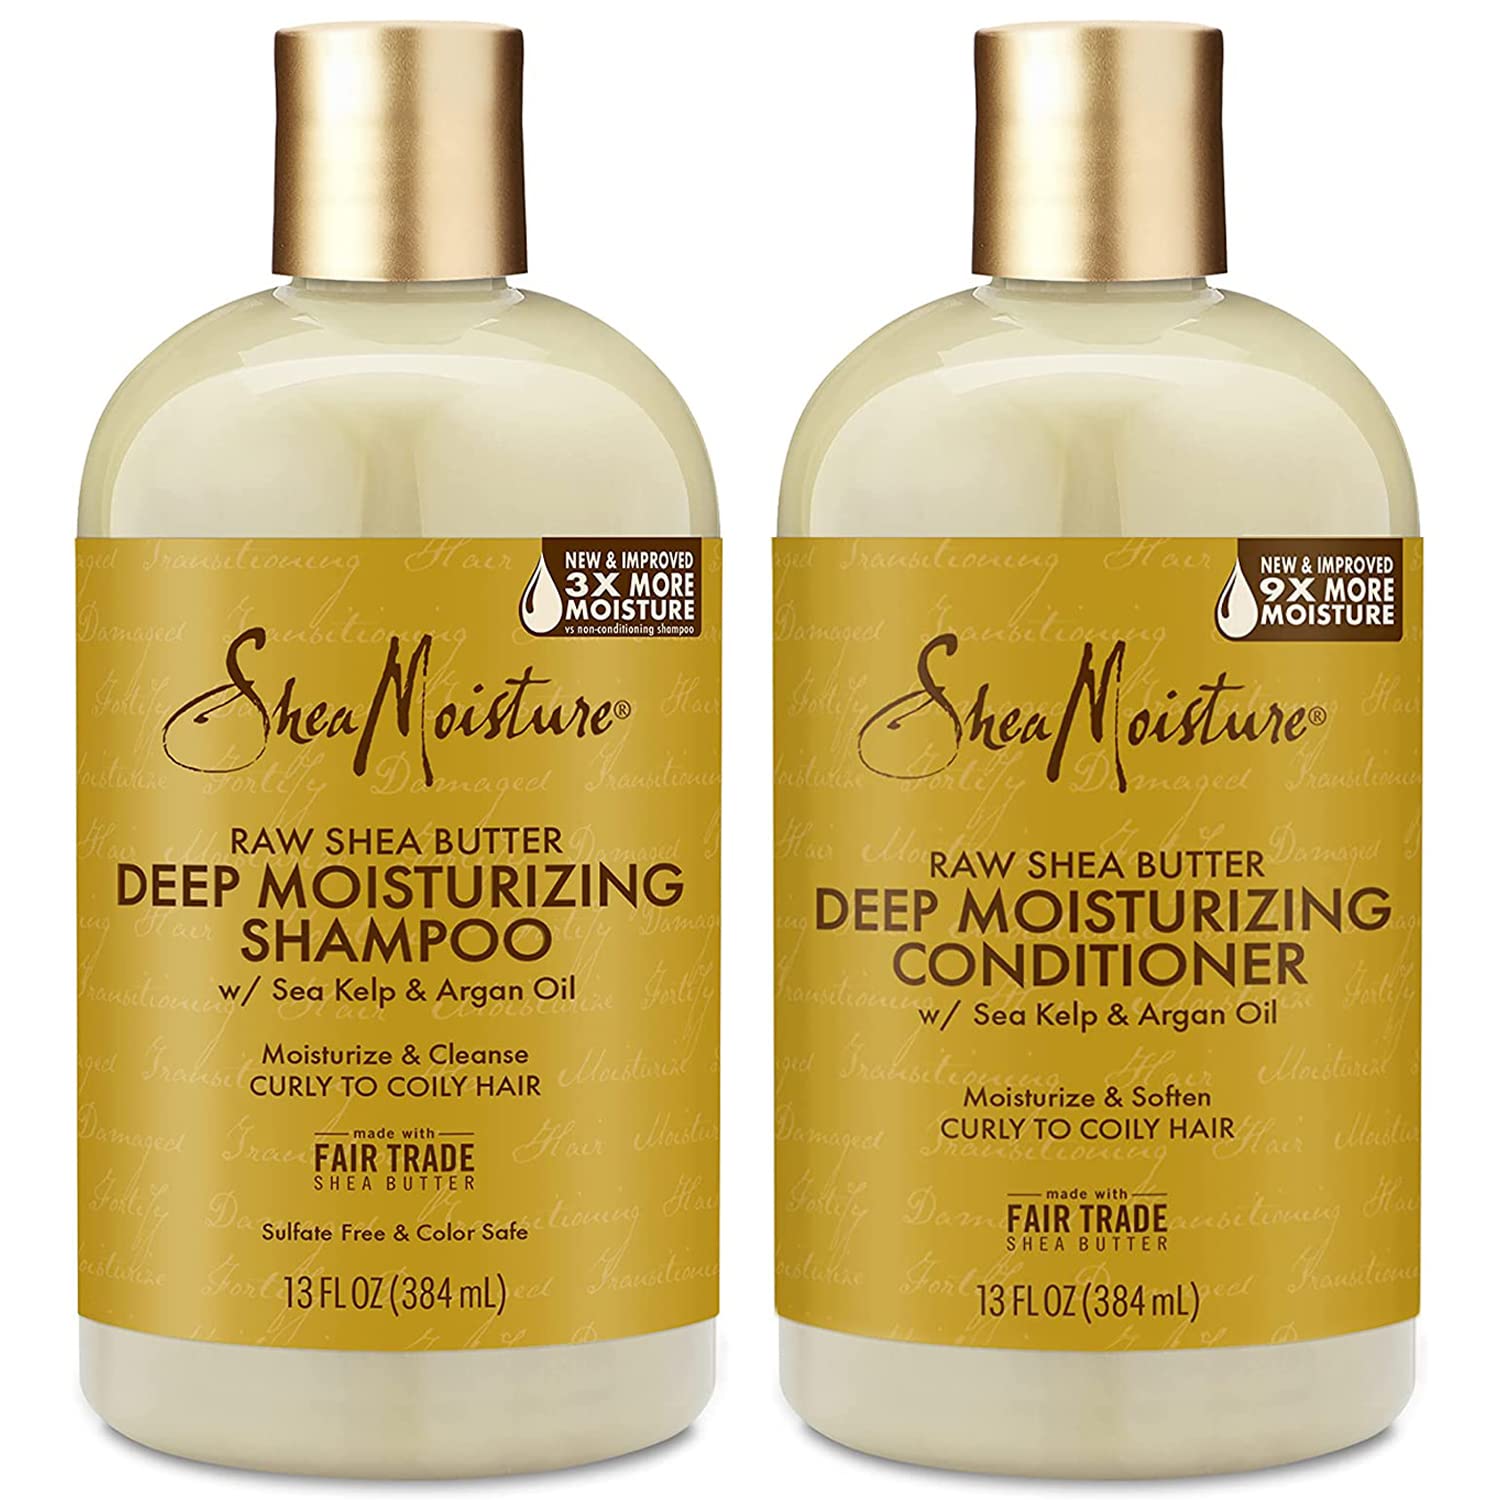 NEW & IMPROVED
3X MORE
MOISTURE
vs non-conditioning shampoo
SheaMoisture®
RAW SHEA BUTTER
DEEP MOISTURIZING
SHAMPOO
w/ Sea Kelp & Argan Oil
Moisturize & Cleanse
CURLY TO COILY HAIR
made with
FAIR TRADE
SHEA BUTTER
Sulfate Free & Color Safe
13 FL OZ (384 mL)
NEW & IMPROVED
9X MORE
MOISTURE
SheaMoisture®
RAW SHEA BUTTER
DEEP MOISTURIZING
CONDITIONER
w/ Sea Kelp & Argan Oil
Moisturize & Soften
CURLY TO COILY HAIR
made with
FAIR TRADE
SHEA BUTTER
13 FL OZ (384 mL)